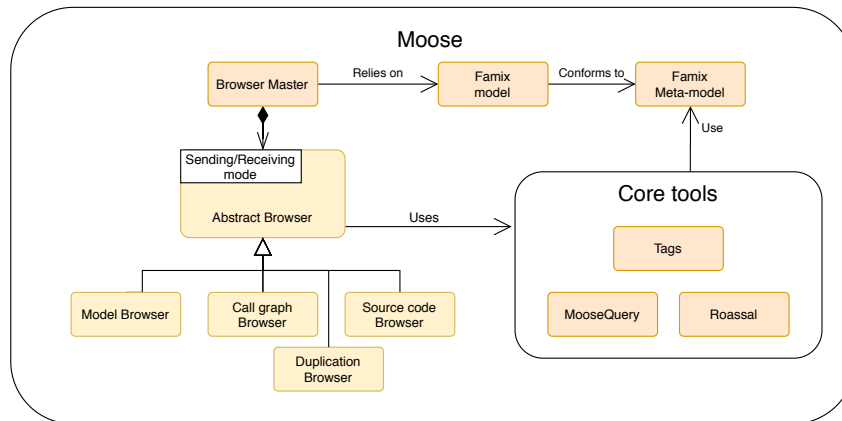 Moose
Browser Master
Relies on
Famix
model
Conforms to
Famix
Meta-model
Use
Sending/Receiving
mode
Abstract Browser
Uses
Core tools
Tags
MooseQuery
Roassal
Model Browser
Call graph
Browser
Source code
Browser
Duplication
Browser